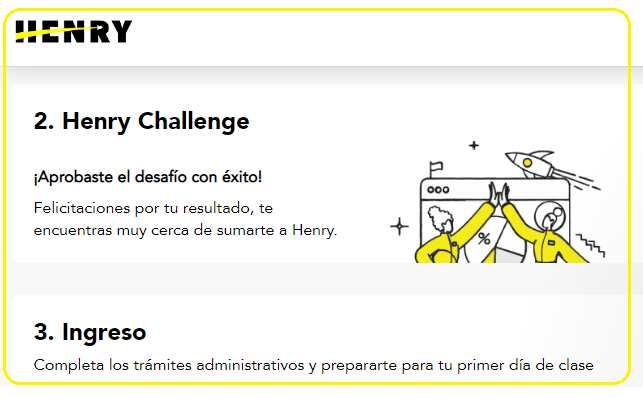 HENRY
2. Henry Challenge
¡Aprobaste el desafío con éxito!
Felicitaciones por tu resultado, te
encuentras muy cerca de sumarte a Henry.
%
3. Ingreso
Completa los trámites administrativos y prepararte para tu primer día de clase